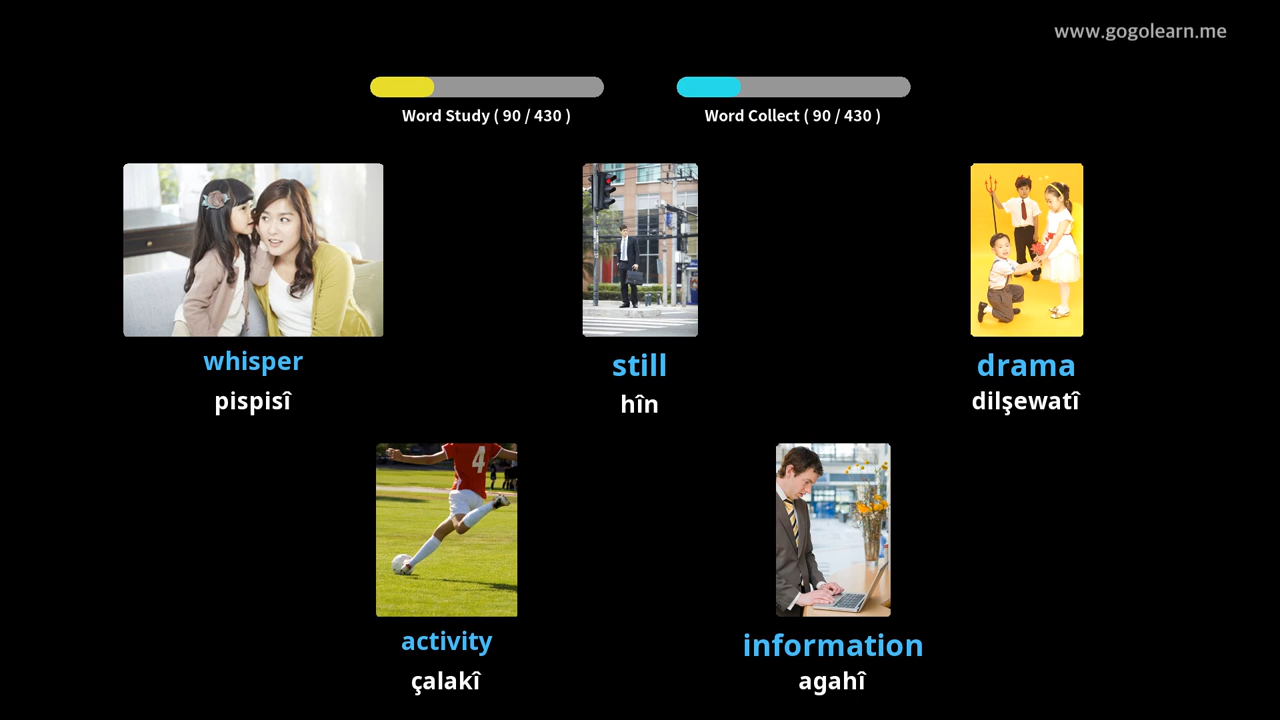 www.gogolearn.me
Word Study ( 90 / 430 )
Word Collect ( 90 / 430 )
whisper
pispisî
still
hîn
drama
dilşewatî
4
activity
çalakî
information
agahî